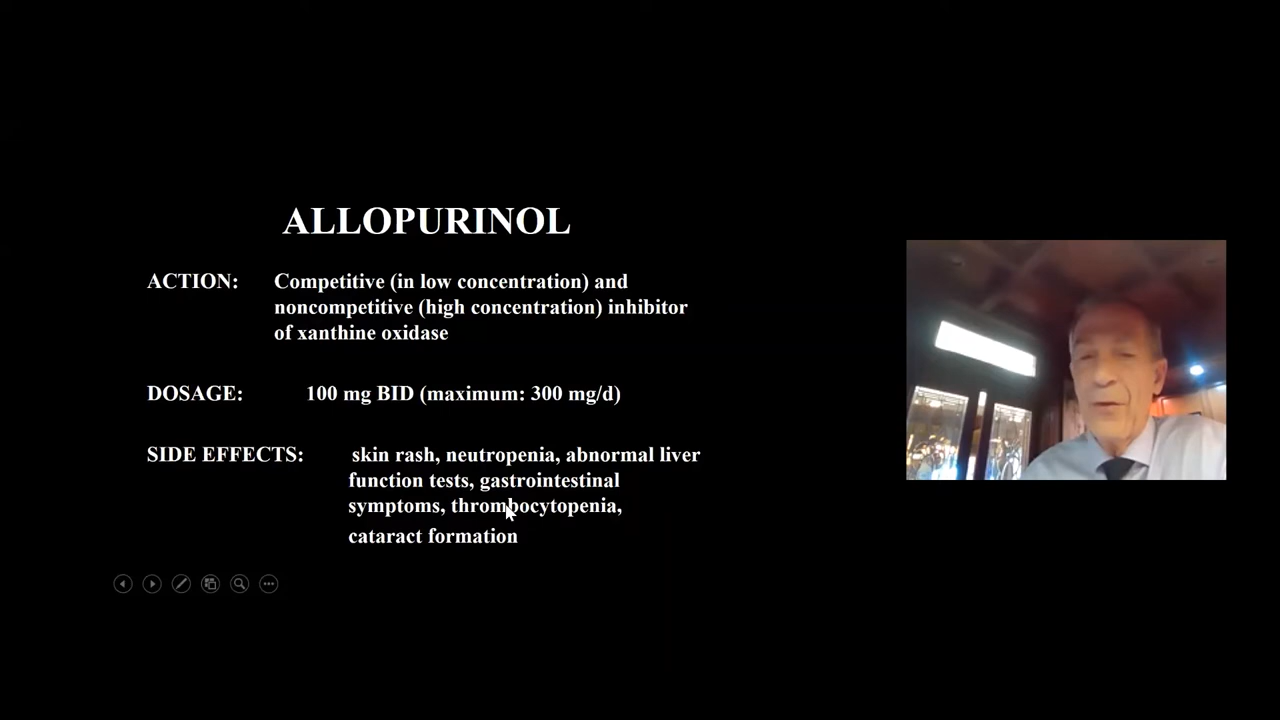 ALLOPURINOL
ACTION: Competitive (in low concentration) and
noncompetitive (high concentration) inhibitor
of xanthine oxidase
DOSAGE: 100 mg BID (maximum: 300 mg/d)
SIDE EFFECTS: skin rash, neutropenia, abnormal liver
function tests, gastrointestinal
symptoms, thrombocytopenia,
cataract formation